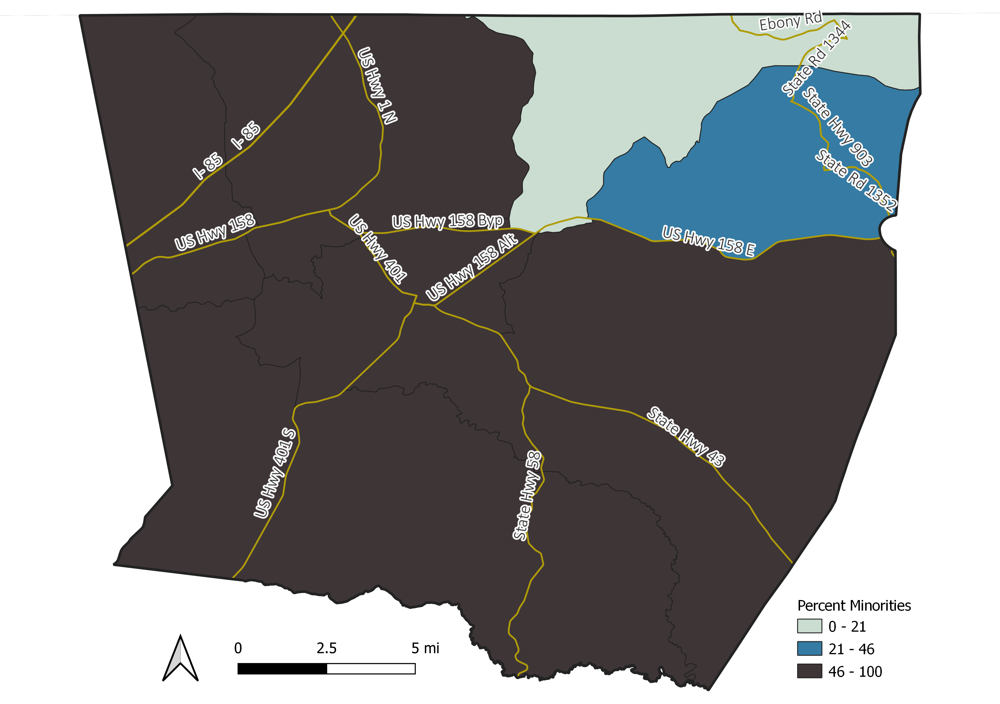 Ebony Rd
State Rd 1344
US Hwy 1 N
State Hwy 903
I- 85
I- 85
State Rd 1352
US Hwy 158
US Hwy 158 Byp
US Hwy 401
US Hwy 158 E
US Hwy 158 Alt
State Hwy 43
US Hwy 401 S
State Hwy 58
Percent Minorities
0 - 21
21 - 46
46 - 100
0 2.5 5 mi